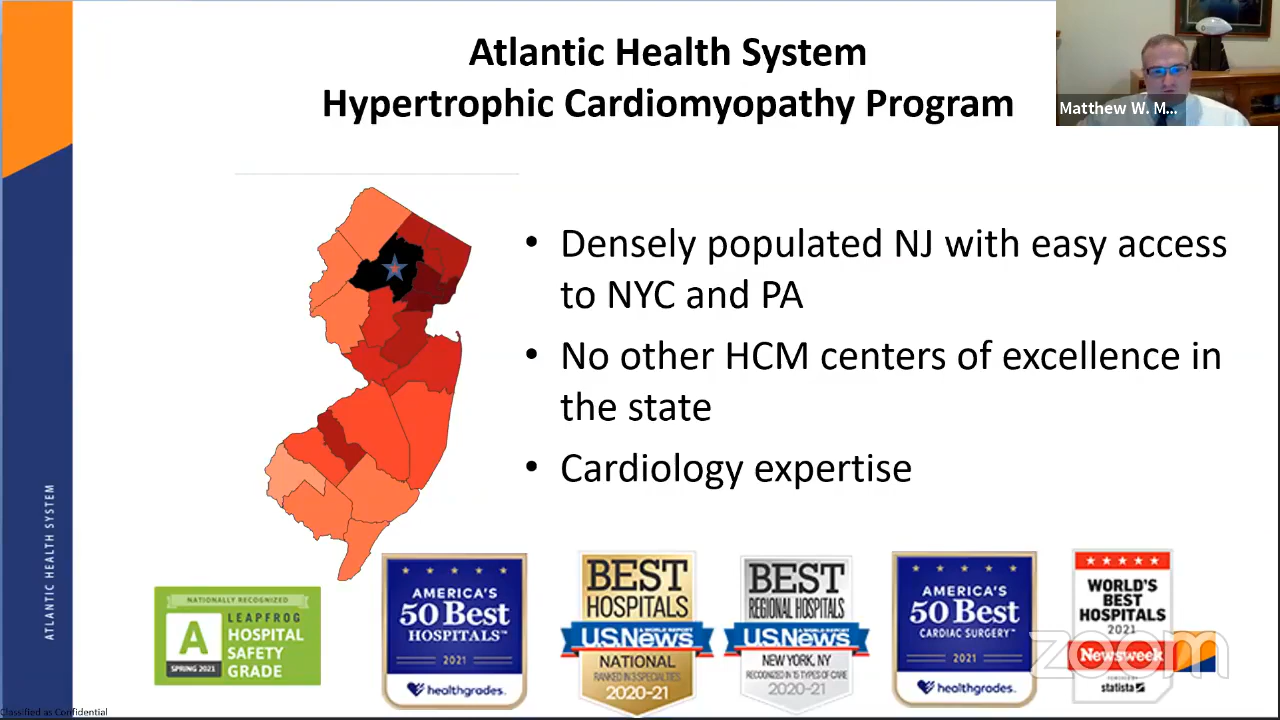 Atlantic Health System
Hypertrophic Cardiomyopathy Program
Matthew W. M...
• Densely populated NJ with easy access
to NYC and PA
• No other HCM centers of excellence in
the state
• Cardiology expertise
ATLANTIC HEALTH SYSTEM
NATIONALLY RECOGNIZED
A
LEAPFROG
HOSPITAL
SAFETY
GRADE
SPRING 2021
AMERICA'S
50 Best
HOSPITALS™
2021
healthgrades
BEST
HOSPITALS
U.S. News
NATIONAL
RANKED IN 3 SPECIALTIES
2020-21
BEST
REGIONAL HOSPITALS
U.S. News
NEW YORK, NY
RECOGNIZED IN 15 TYPES OF CARE
2020-21
AMERICA'S
50 Best
CARDIAC SURGERY™
2021
healthgrades
WORLD'S
BEST
HOSPITALS
2021
Newsweek
POWERED BY
statista
zoom
Classified as Confidential